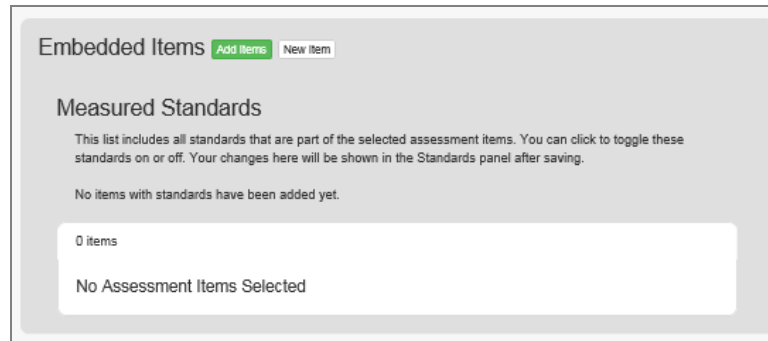 Embedded Items Add Items New Item
Measured Standards
This list includes all standards that are part of the selected assessment items. You can click to toggle these
standards on or off. Your changes here will be shown in the Standards panel after saving.
No items with standards have been added yet.
0 items
No Assessment Items Selected